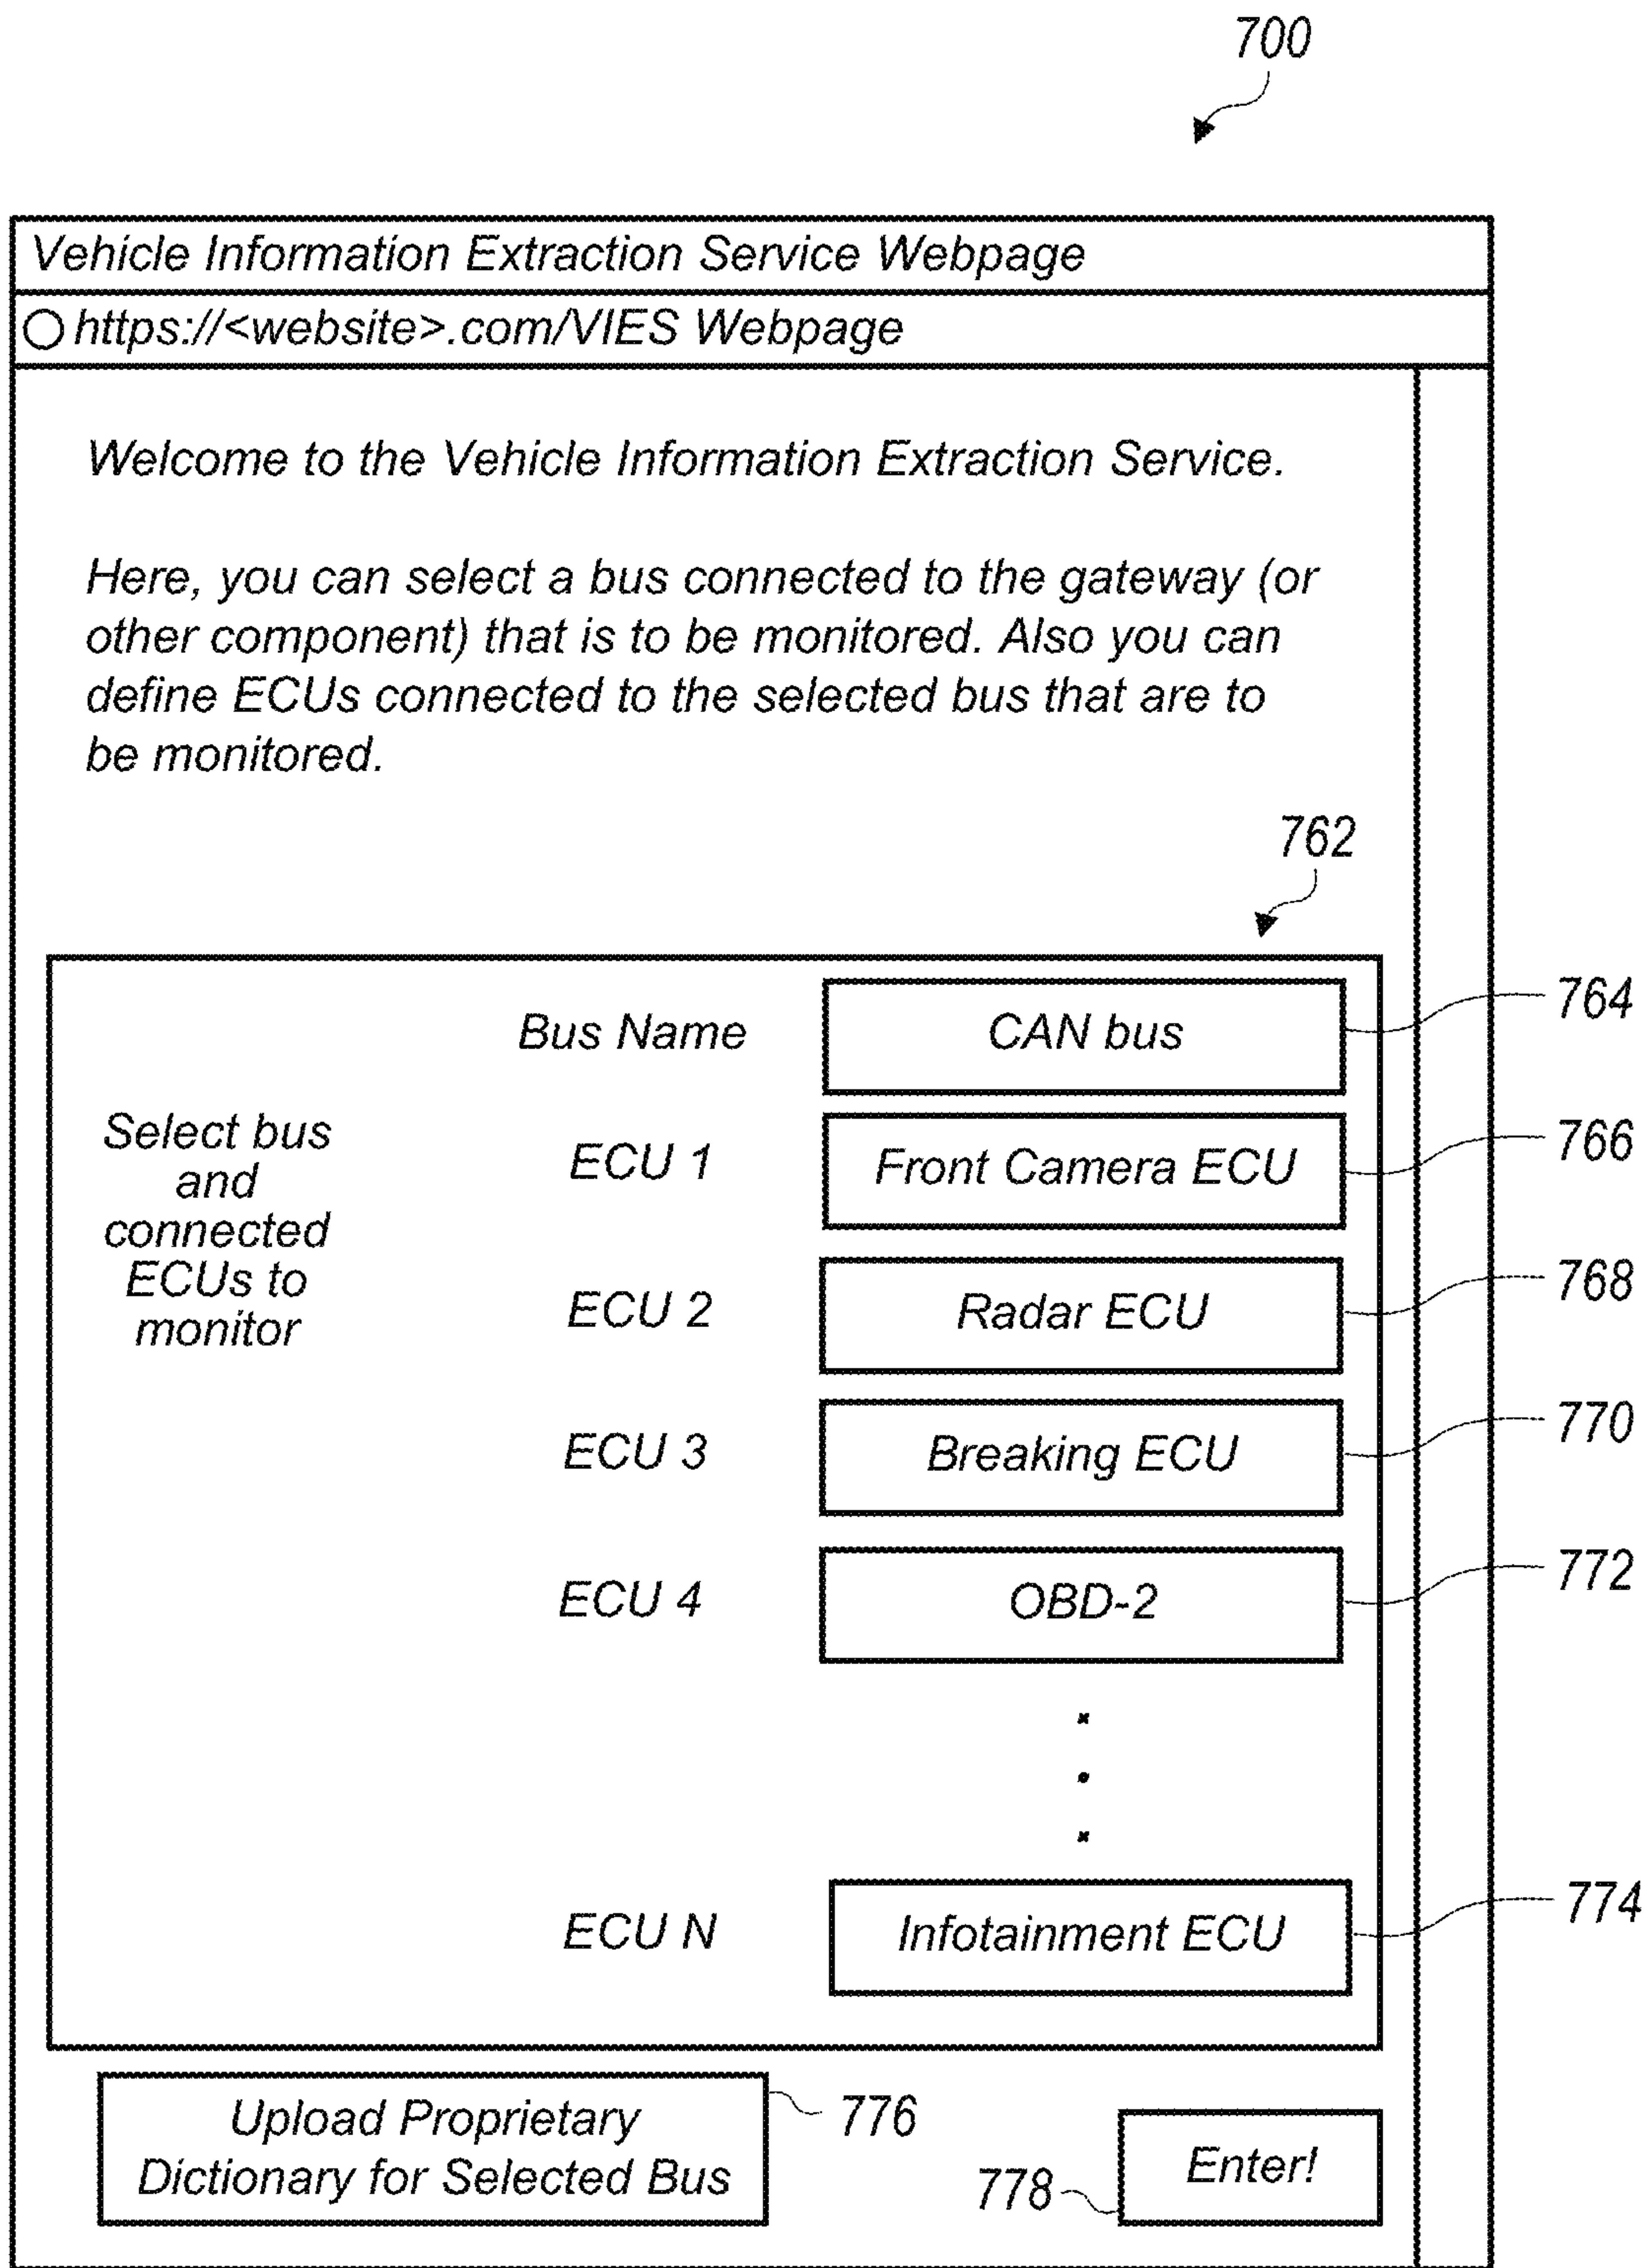 700
Vehicle Information Extraction Service Webpage
https://<website>.com/VIES Webpage
Welcome to the Vehicle Information Extraction Service.
Here, you can select a bus connected to the gateway (or
other component) that is to be monitored. Also you can
define ECUs connected to the selected bus that are to
be monitored.
762
Select bus
and
connected
ECUs to
monitor
Bus Name CAN bus 764
ECU 1 Front Camera ECU 766
ECU 2 Radar ECU 768
ECU 3 Breaking ECU 770
ECU 4 OBD-2 772
ECU N Infotainment ECU 774
Upload Proprietary
Dictionary for Selected Bus
776
778
Enter!